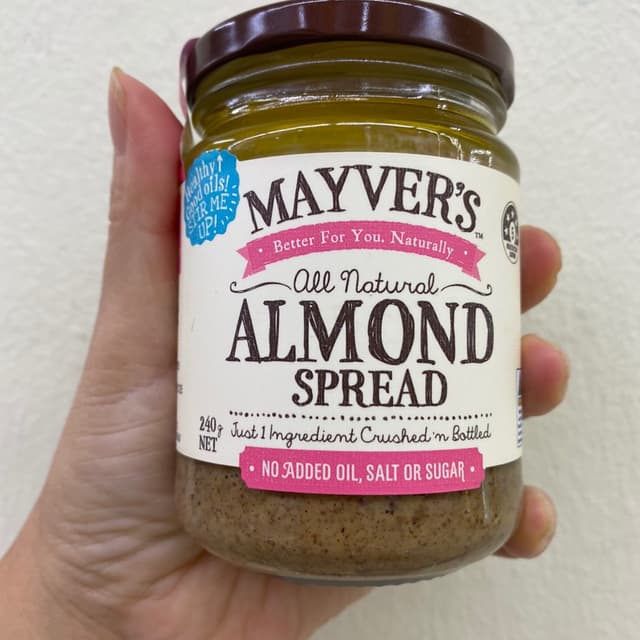 Healthy
good oils!
STIR ME
UP!
MAYVER'S
TM
Better For You. Naturally
All Natural
ALMOND
SPREAD
240g
NET
Just 1 Ingredient Crushed 'n Bottled
• NO ADDED OIL, SALT OR SUGAR •